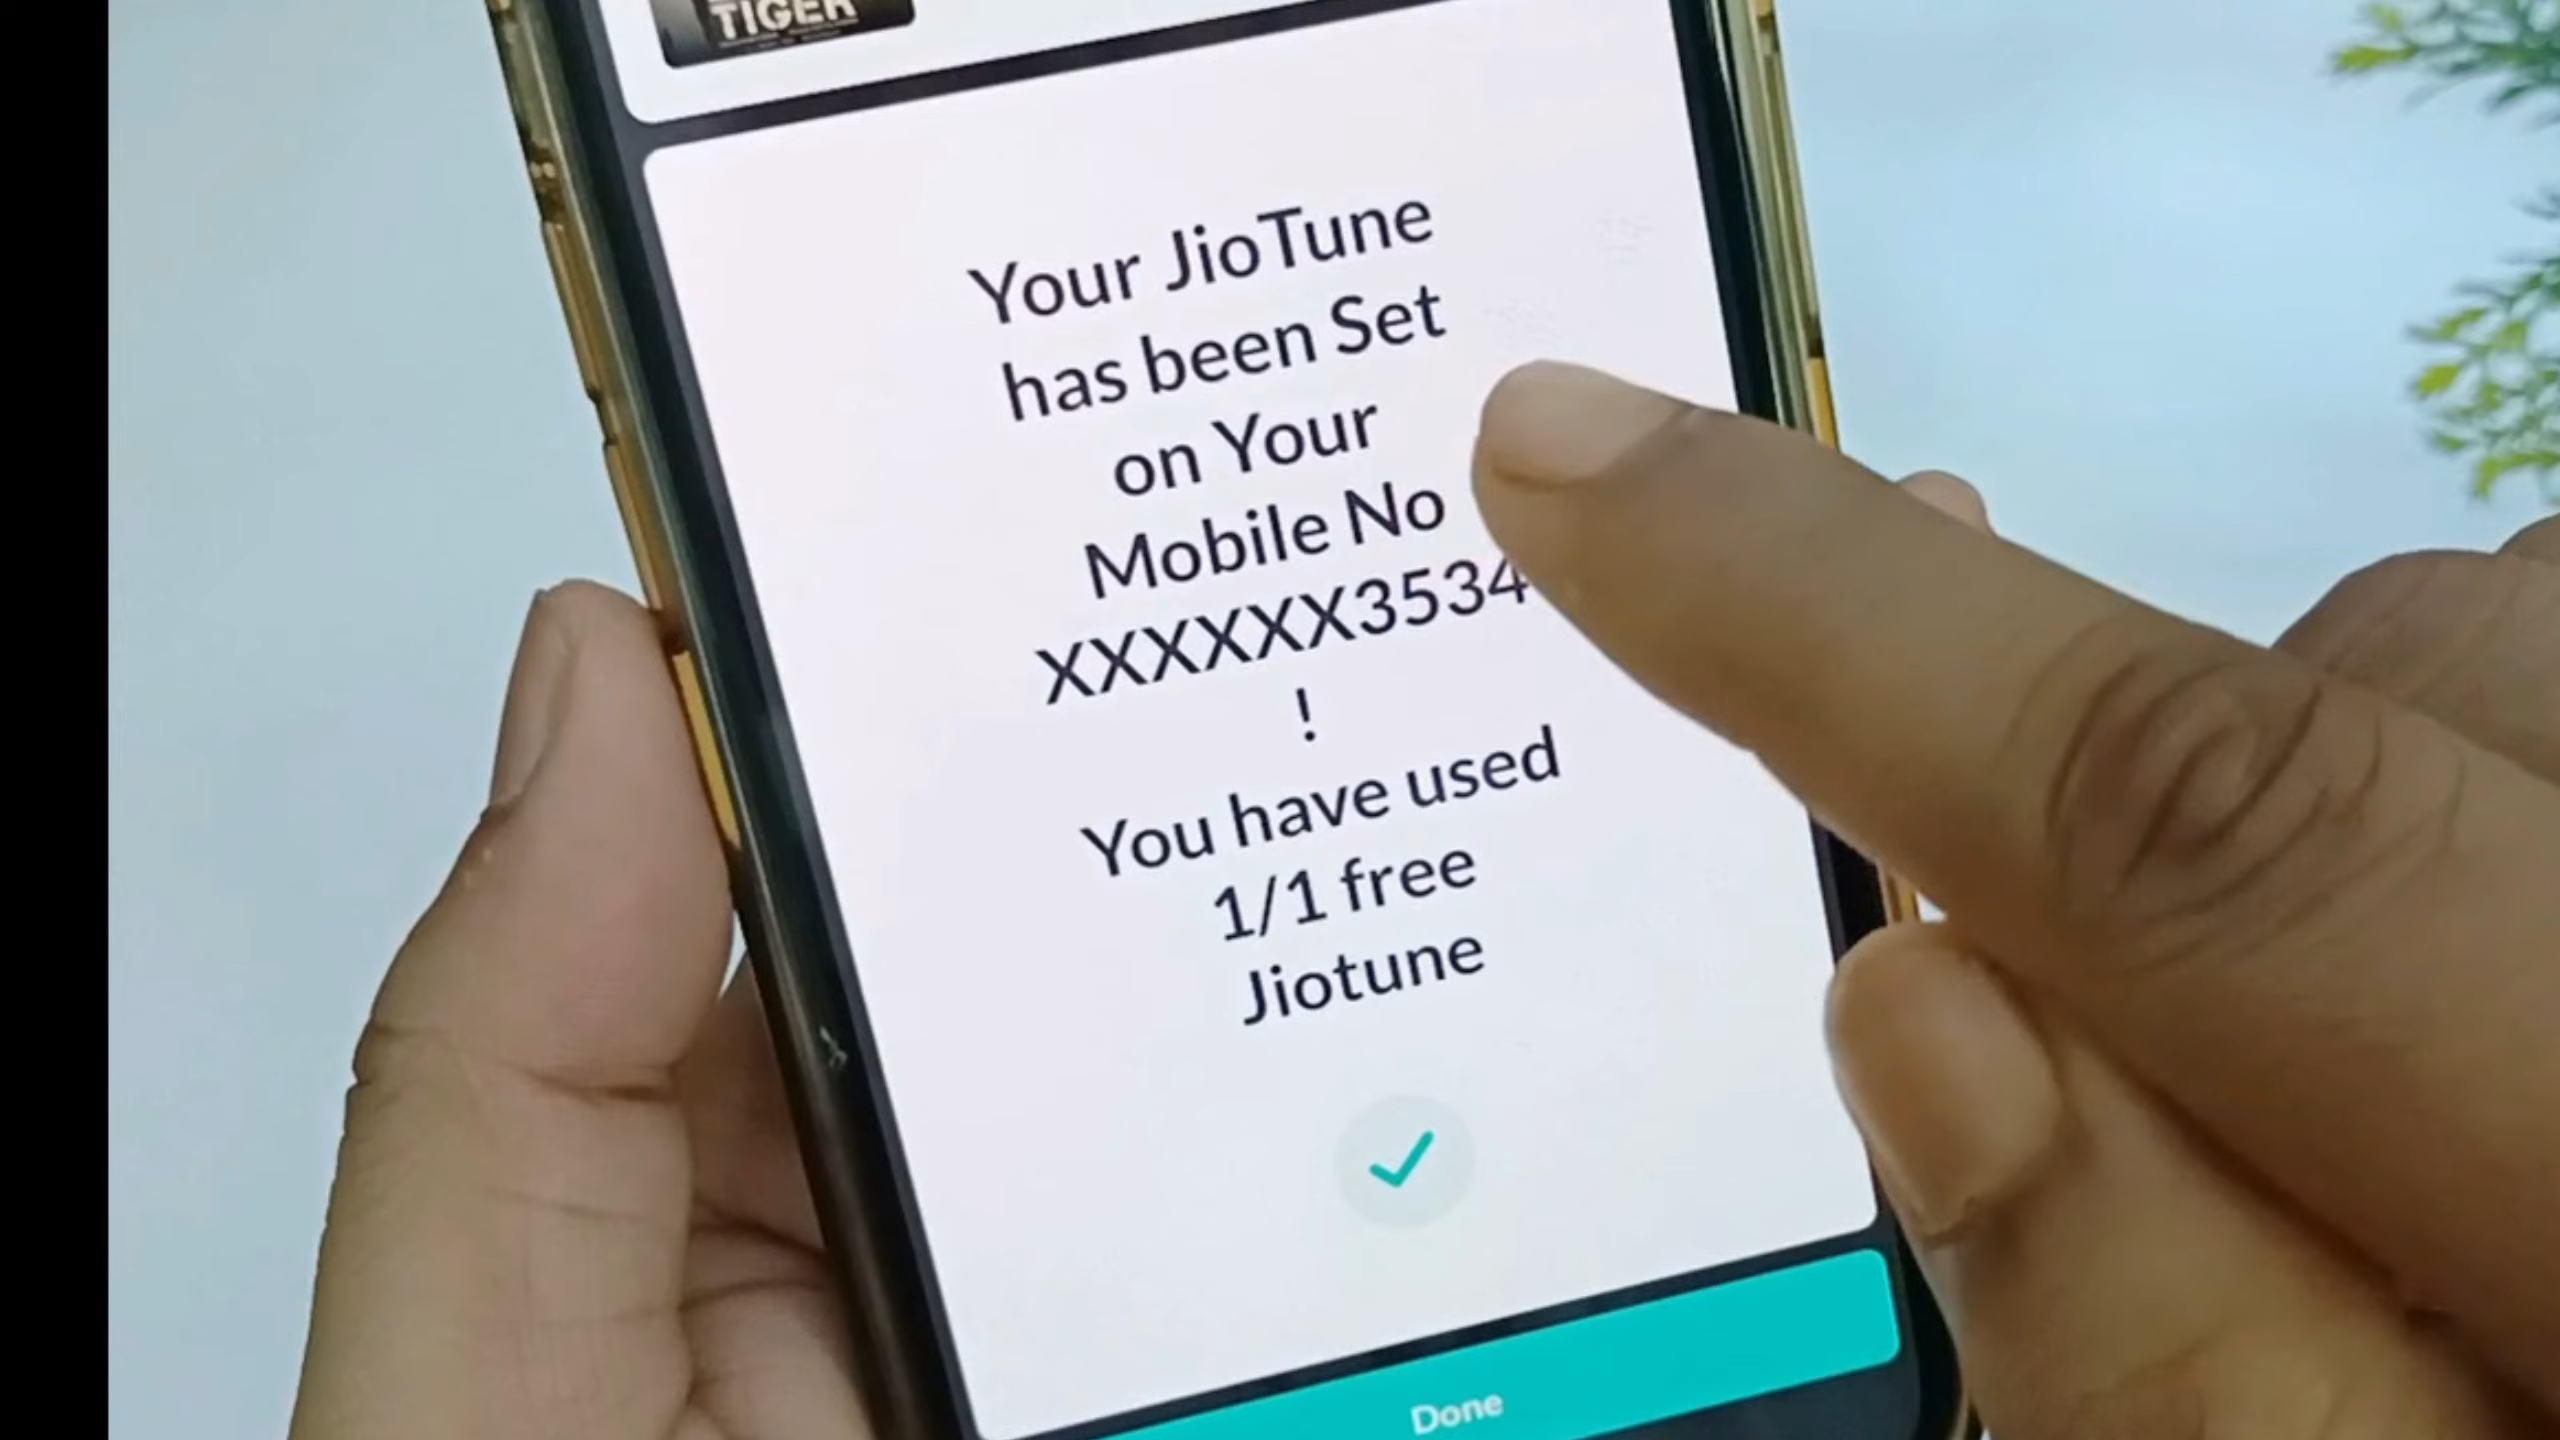 TIGER
Your JioTune
has been Set
on Your
Mobile No
XXXXXX3534
!
You have used
1/1 free
Jiotune
Done